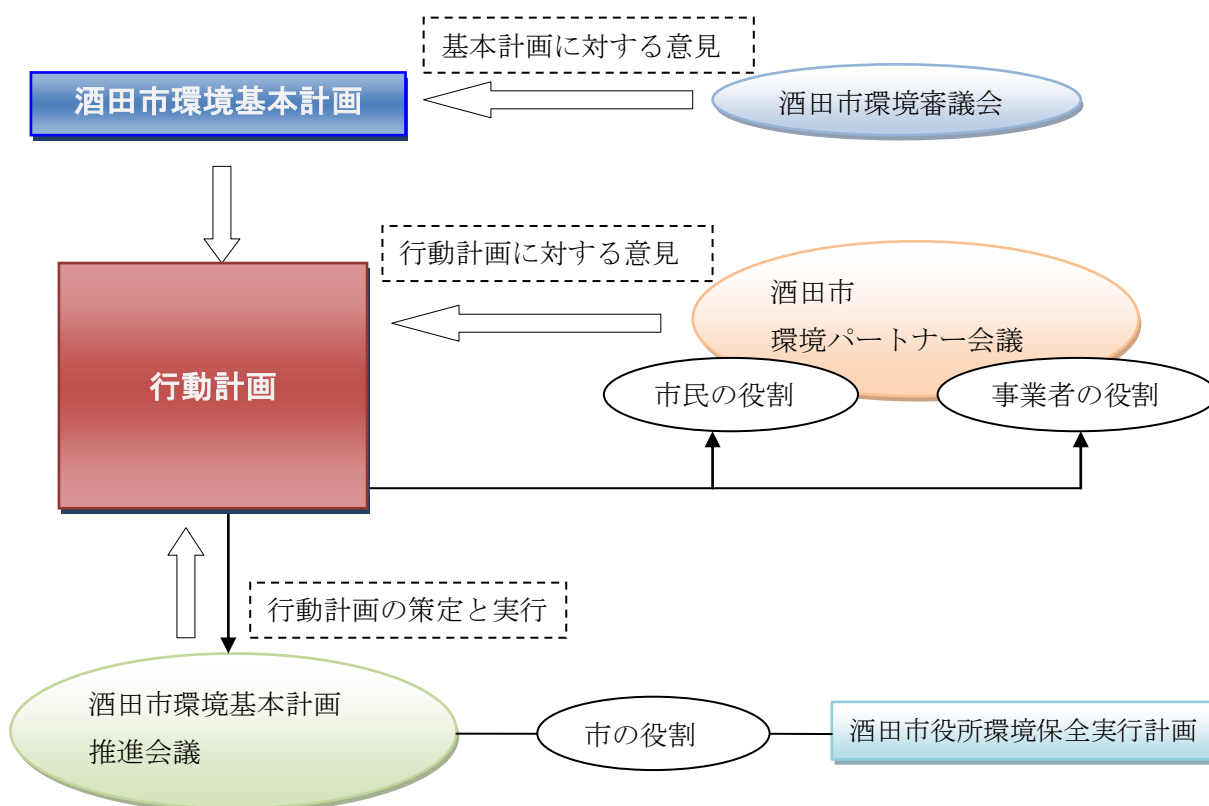 基本計画に対する意見
酒田市環境基本計画
酒田市環境審議会
行動計画に対する意見
酒田市
環境パートナー会議
行動計画
市民の役割
事業者の役割
行動計画の策定と実行
酒田市環境基本計画
推進会議
市の役割
酒田市役所環境保全実行計画